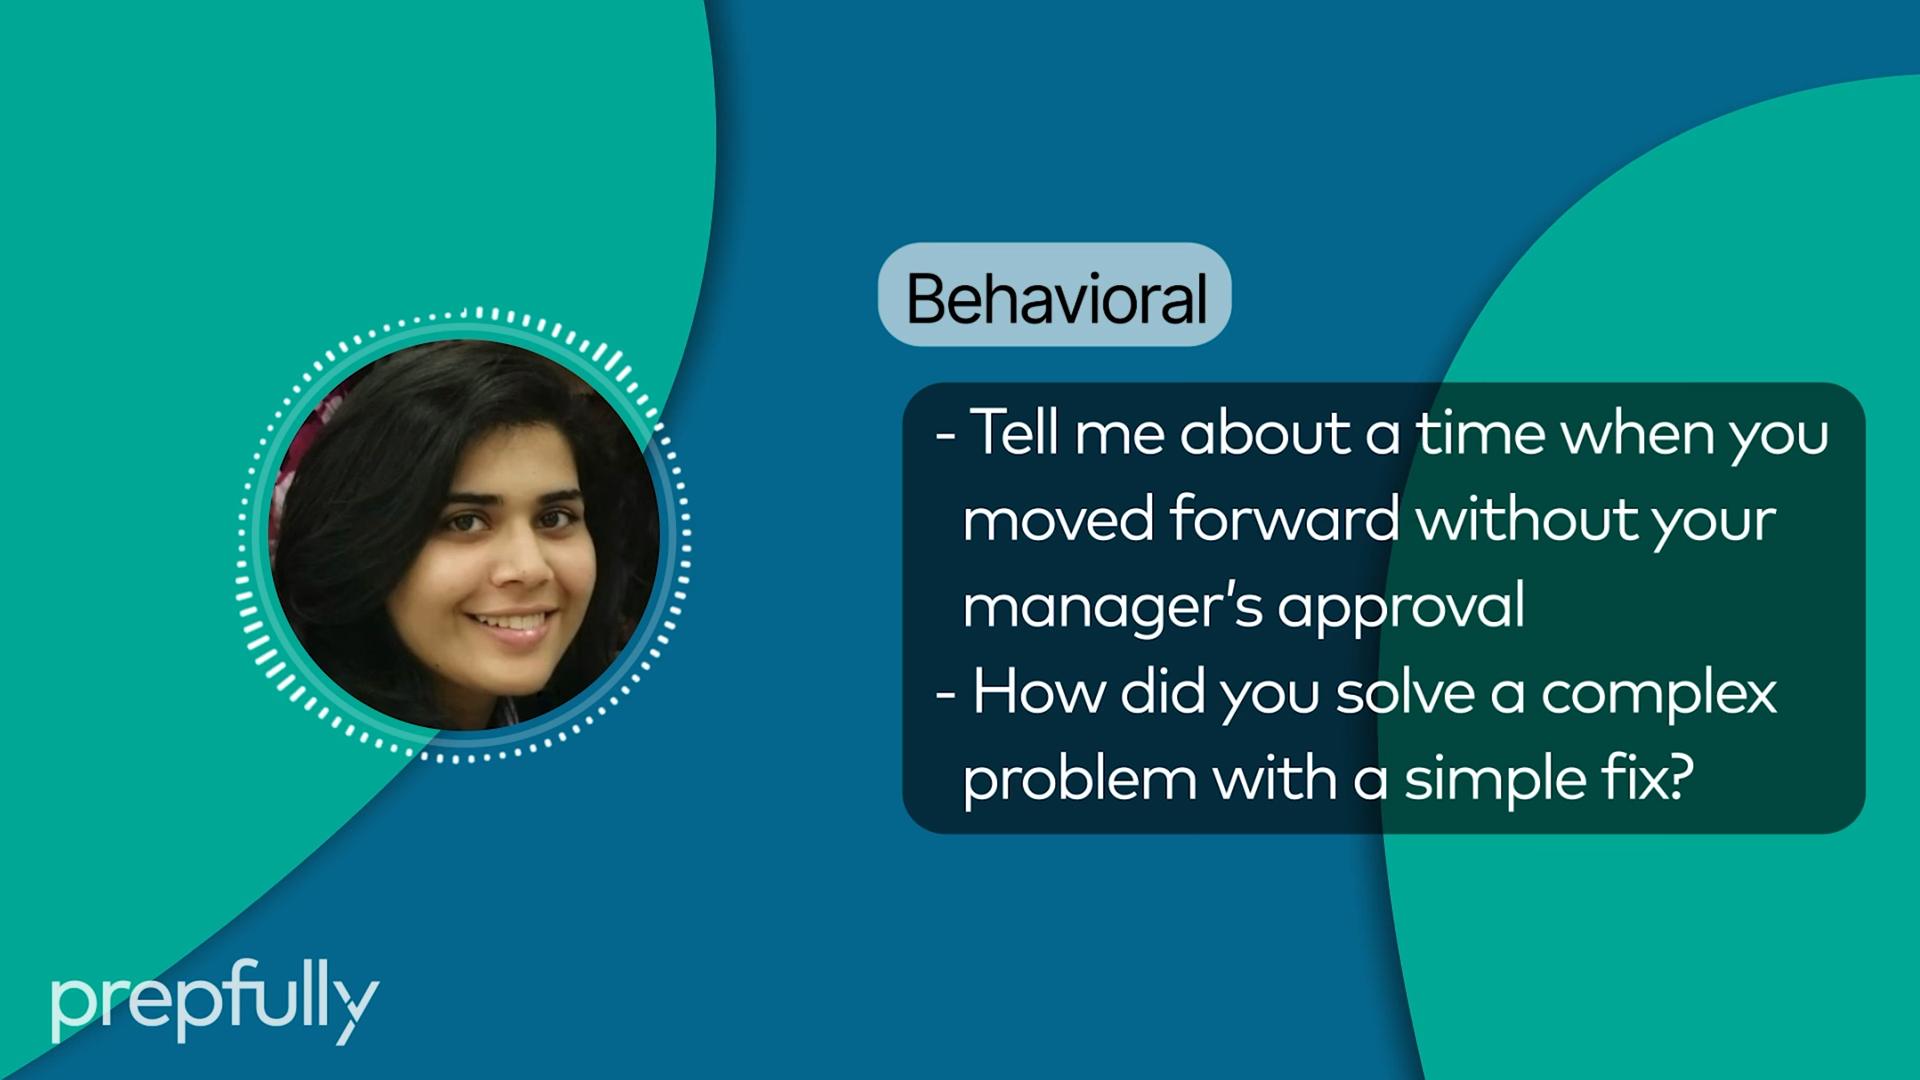 Behavioral
- Tell me about a time when you
moved forward without your
manager's approval
- How did you solve a complex
problem with a simple fix?
prepfully